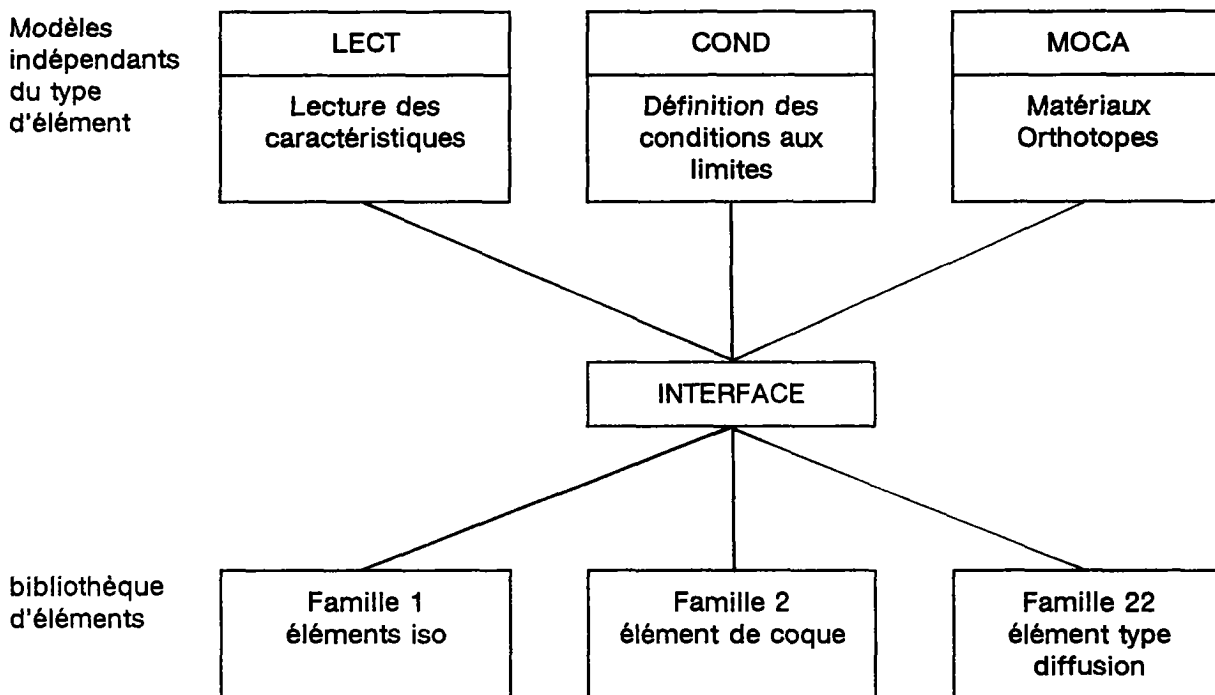 Modèles
indépendants
du type
d'élément
LECT
Lecture des
caractéristiques
COND
Définition des
conditions aux
limites
MOCA
Matériaux
Orthotopes
INTERFACE
bibliothèque
d'éléments
Famille 1
éléments iso
Famille 2
élément de coque
Famille 22
élément type
diffusion